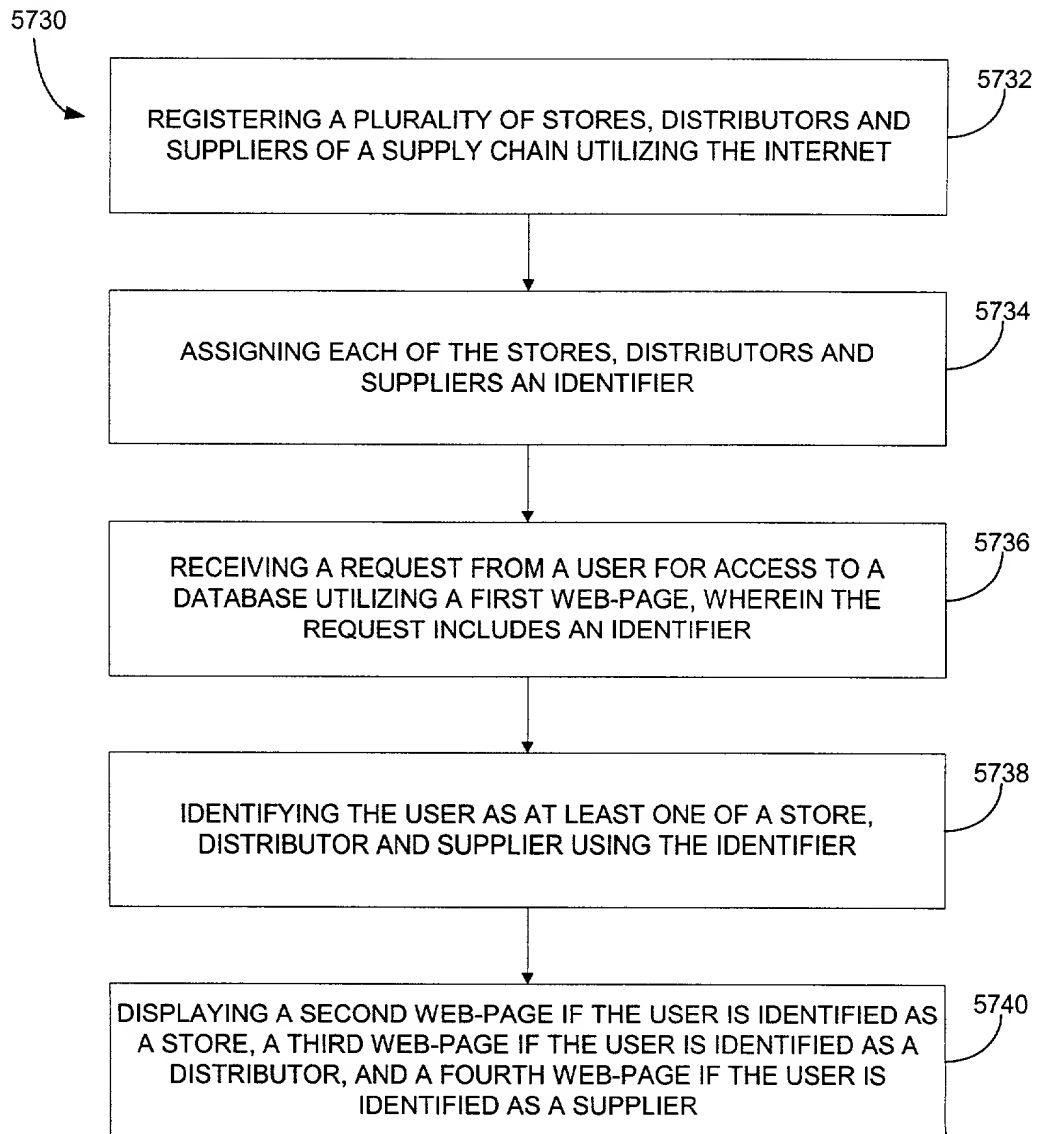 5730
5732
REGISTERING A PLURALITY OF STORES, DISTRIBUTORS AND
SUPPLIERS OF A SUPPLY CHAIN UTILIZING THE INTERNET
5734
ASSIGNING EACH OF THE STORES, DISTRIBUTORS AND
SUPPLIERS AN IDENTIFIER
5736
RECEIVING A REQUEST FROM A USER FOR ACCESS TO A
DATABASE UTILIZING A FIRST WEB-PAGE, WHEREIN THE
REQUEST INCLUDES AN IDENTIFIER
5738
IDENTIFYING THE USER AS AT LEAST ONE OF A STORE,
DISTRIBUTOR AND SUPPLIER USING THE IDENTIFIER
5740
DISPLAYING A SECOND WEB-PAGE IF THE USER IS IDENTIFIED AS
A STORE, A THIRD WEB-PAGE IF THE USER IS IDENTIFIED AS A
DISTRIBUTOR, AND A FOURTH WEB-PAGE IF THE USER IS
IDENTIFIED AS A SUPPLIER